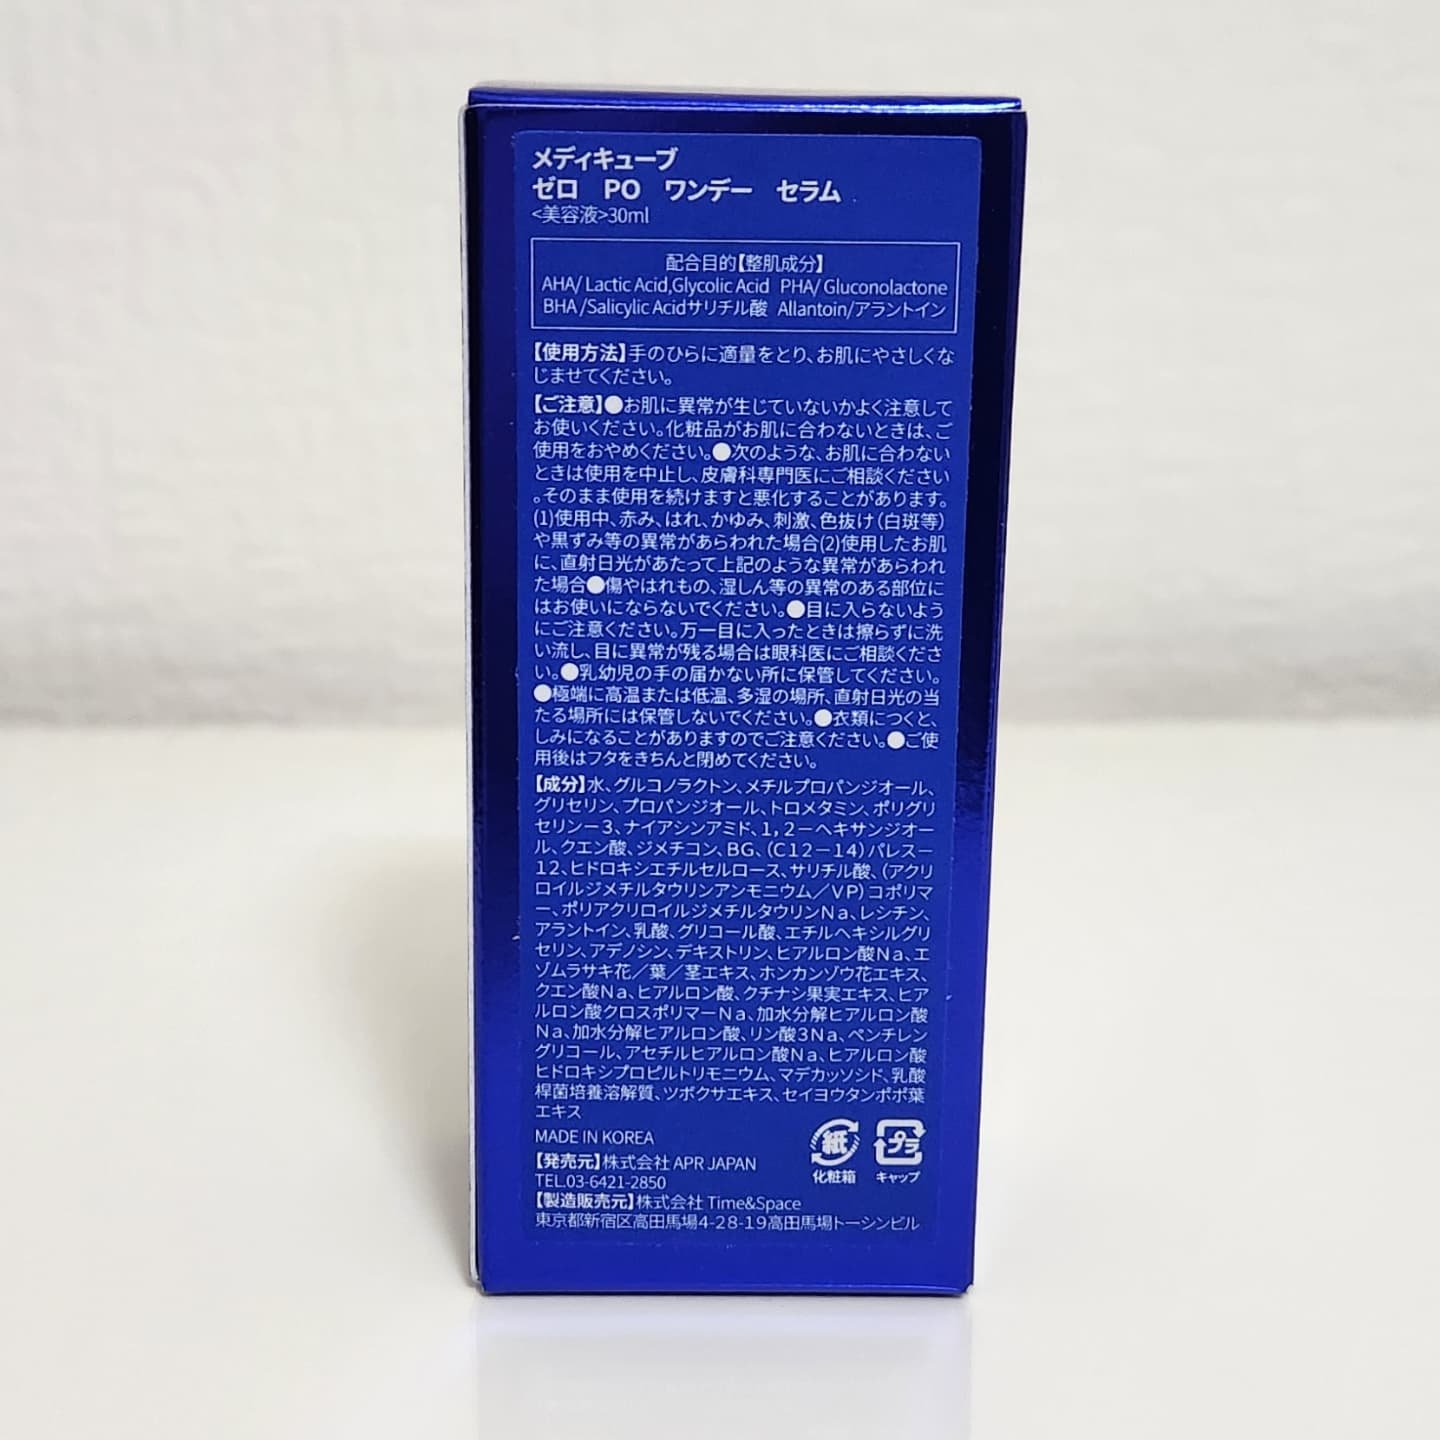 メディキューブ
ゼロ PO ワンデー セラム
<美容液>30ml
配合目的【整肌成分】
AHA/ Lactic Acid,Glycolic Acid PHA/ Gluconolactone
BHA /Salicylic Acidサリチル酸 Allantoin/アラントイン
【使用方法】手のひらに適量をとり、お肌にやさしくな
じませてください。
【ご注意】●お肌に異常が生じていないかよく注意して
お使いください。化粧品がお肌に合わないときは、ご
使用をおやめください。●次のような、お肌に合わない
ときは使用を中止し、皮膚科専門医にご相談ください
。そのまま使用を続けますと悪化することがあります。
(1)使用中、赤み、はれ、かゆみ、刺激、色抜け(白斑等)
や黒ずみ等の異常があらわれた場合(2)使用したお肌
に、直射日光があたって上記のような異常があらわれ
た場合●傷やはれもの、湿しん等の異常のある部位に
はお使いにならないでください。●目に入らないよう
にご注意ください。万一目に入ったときは擦らずに洗
い流し、目に異常が残る場合は眼科医にご相談くださ
い。●乳幼児の手の届かない所に保管してください。
●極端に高温または低温、多湿の場所、直射日光の当
たる場所には保管しないでください。●衣類につくと、
しみになることがありますのでご注意ください。●ご使
用後はフタをきちんと閉めてください。
【成分】水、グルコノラクトン、メチルプロパンジオール、
グリセリン、プロパンジオール、トロメタミン、ポリグリ
セリン－３、ナイアシンアミド、１，２－ヘキサンジオー
ル、クエン酸、ジメチコン、ＢＧ、（Ｃ１２－１４）パレス－
１２、ヒドロキシエチルセルロース、サリチル酸、（アクリ
ロイルジメチルタウリンアンモニウム／ＶＰ）コポリマ
ー、ポリアクリロイルジメチルタウリンＮａ、レシチン、
アラントイン、乳酸、グリコール酸、エチルヘキシルグリ
セリン、アデノシン、デキストリン、ヒアルロン酸Ｎａ、エ
ゾムラサキ花／葉／茎エキス、ホンカンゾウ花エキス、
クエン酸Ｎａ、ヒアルロン酸、クチナシ果実エキス、ヒア
ルロン酸クロスポリマーＮａ、加水分解ヒアルロン酸
Ｎａ、加水分解ヒアルロン酸、リン酸３Ｎａ、ペンチレン
グリコール、アセチルヒアルロン酸Ｎａ、ヒアルロン酸
ヒドロキシプロピルトリモニウム、マデカッソシド、乳酸
桿菌培養溶解質、ツボクサエキス、セイヨウタンポポ葉
エキス
MADE IN KOREA
【発売元】株式会社 APR JAPAN
TEL.03-6421-2850
【製造販売元】株式会社 Time&Space
東京都新宿区高田馬場4-28-19高田馬場トーシンビル
紙
化粧箱
プラ
キャップ